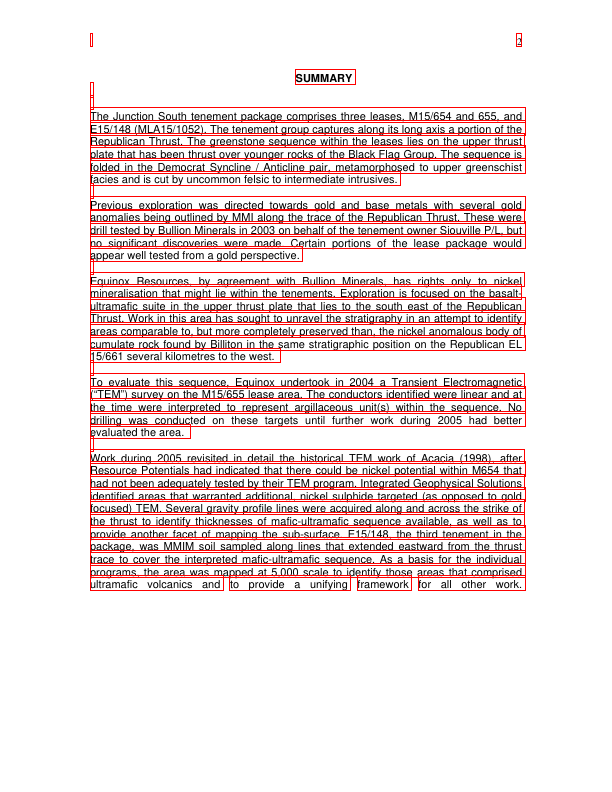 2
SUMMARY
The Junction South tenement package comprises three leases, M15/654 and 655, and
E15/148 (MLA15/1052). The tenement group captures along its long axis a portion of the
Republican Thrust. The greenstone sequence within the leases lies on the upper thrust
plate that has been thrust over younger rocks of the Black Flag Group. The sequence is
folded in the Democrat Syncline / Anticline pair, metamorphosed to upper greenschist
facies and is cut by uncommon felsic to intermediate intrusives.
Previous exploration was directed towards gold and base metals with several gold
anomalies being outlined by MMI along the trace of the Republican Thrust. These were
drill tested by Bullion Minerals in 2003 on behalf of the tenement owner Siouville P/L, but
no significant discoveries were made. Certain portions of the lease package would
appear well tested from a gold perspective.
Equinox Resources, by agreement with Bullion Minerals, has rights only to nickel
mineralisation that might lie within the tenements. Exploration is focused on the basalt-
ultramafic suite in the upper thrust plate that lies to the south east of the Republican
Thrust. Work in this area has sought to unravel the stratigraphy in an attempt to identify
areas comparable to, but more completely preserved than, the nickel anomalous body of
cumulate rock found by Billiton in the same stratigraphic position on the Republican EL
15/661 several kilometres to the west.
To evaluate this sequence, Equinox undertook in 2004 a Transient Electromagnetic
("TEM") survey on the M15/655 lease area. The conductors identified were linear and at
the time were interpreted to represent argillaceous unit(s) within the sequence. No
drilling was conducted on these targets until further work during 2005 had better
evaluated the area.
Work during 2005 revisited in detail the historical TEM work of Acacia (1998), after
Resource Potentials had indicated that there could be nickel potential within M654 that
had not been adequately tested by their TEM program. Integrated Geophysical Solutions
identified areas that warranted additional, nickel sulphide targeted (as opposed to gold
focused) TEM. Several gravity profile lines were acquired along and across the strike of
the thrust to identify thicknesses of mafic-ultramafic sequence available, as well as to
provide another facet of mapping the sub-surface. E15/148, the third tenement in the
package, was MMIM soil sampled along lines that extended eastward from the thrust
trace to cover the interpreted mafic-ultramafic sequence. As a basis for the individual
programs, the area was mapped at 5,000 scale to identify those areas that comprised
ultramafic volcanics and to provide a unifying framework for all other work.